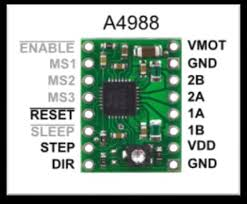 A4988
ENABLE VMOT
MS1 GND
MS2 2B
MS3 2A
RESET 1A
SLEEP 1B
STEP VDD
DIR GND